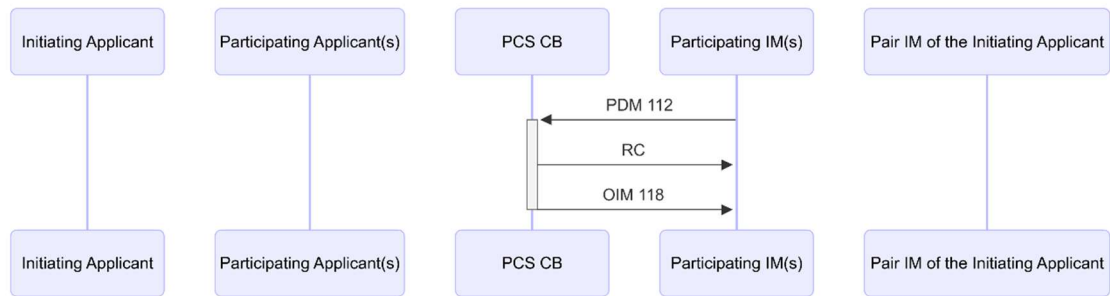 Initiating Applicant
Participating Applicant(s)
PCS CB
Participating IM(s)
Pair IM of the Initiating Applicant
PDM 112
RC
OIM 118
Initiating Applicant
Participating Applicant(s)
PCS CB
Participating IM(s)
Pair IM of the Initiating Applicant